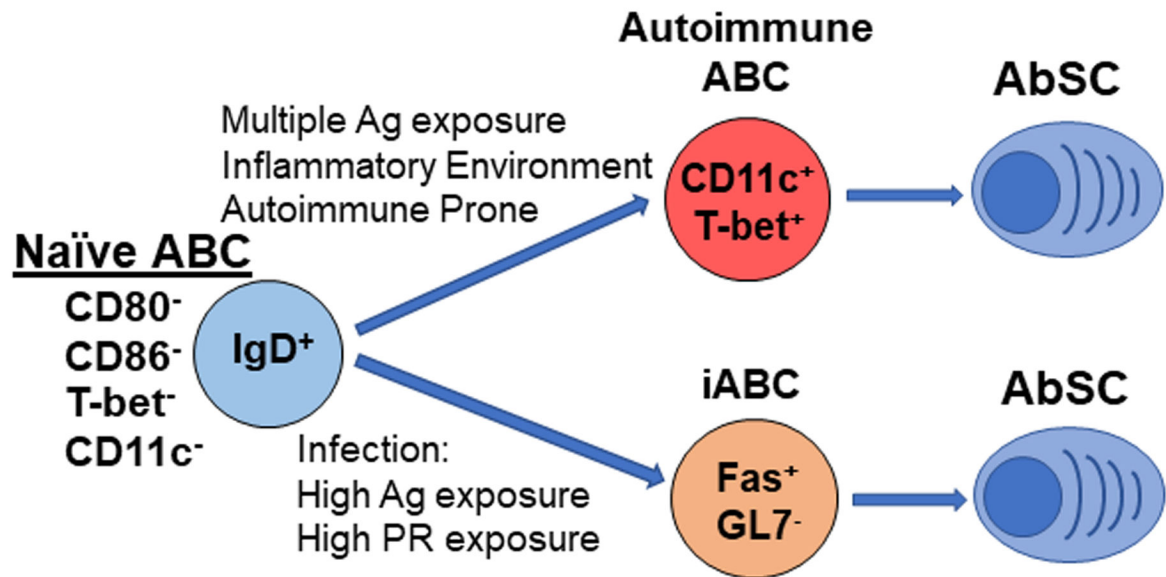 Autoimmune
ABC
AbSC
Multiple Ag exposure
Inflammatory Environment
Autoimmune Prone
CD11c⁺
T-bet⁺
Naïve ABC
CD80⁻
CD86⁻
T-bet⁻
CD11c⁻
IgD⁺
iABC
AbSC
Infection:
High Ag exposure
High PR exposure
Fas⁺
GL7⁻